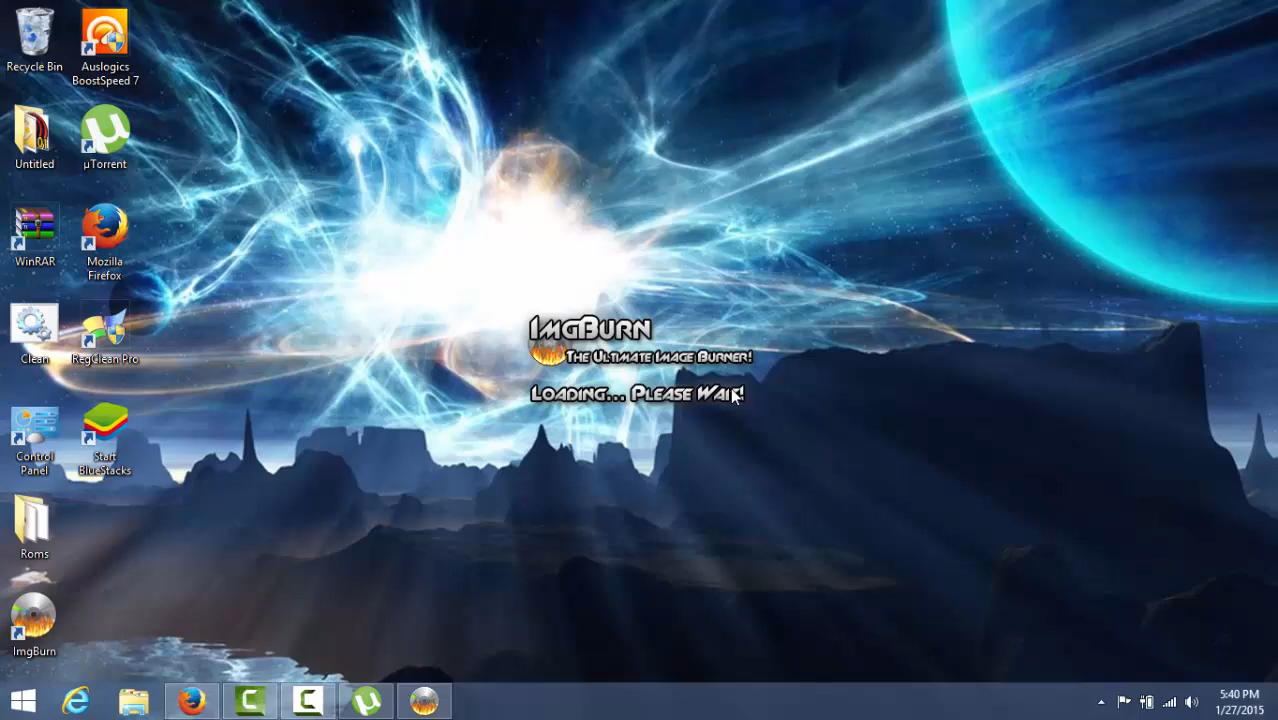 Recycle Bin
Auslogics
BoostSpeed 7
Untitled
µTorrent
WinRAR
Mozilla
Firefox
Clean
RegClean Pro
Control
Panel
Start
BlueStacks
Roms
ImgBurn
ImgBurn
The Ultimate Image Burner!
Loading... Please Wait!
5:40 PM
1/27/2015